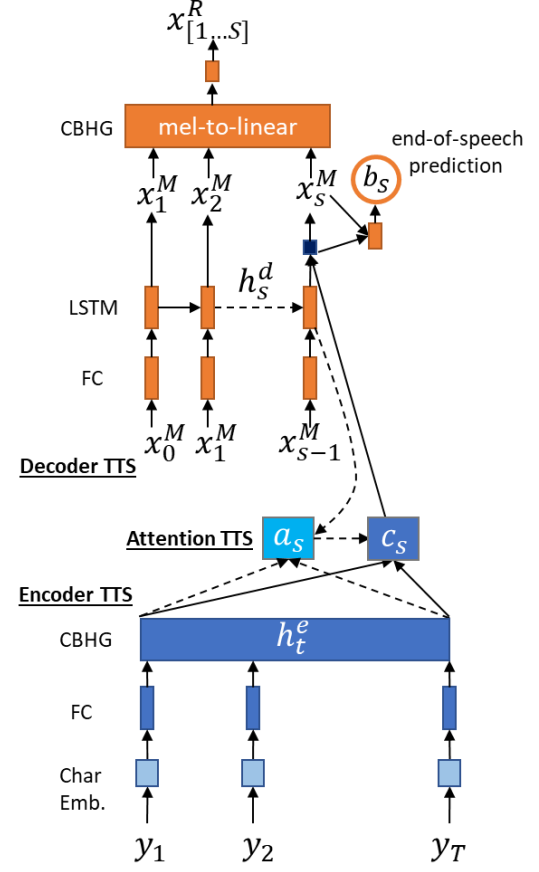 x^R_{[1...S]}
CBHG mel-to-linear
end-of-speech
prediction
x^M_1 x^M_2 x^M_s b_s
h^d_s
LSTM
FC
x^M_0 x^M_1 x^M_{s-1}
Decoder TTS
Attention TTS a_s c_s
Encoder TTS
CBHG h^e_t
FC
Char
Emb.
y_1 y_2 y_T